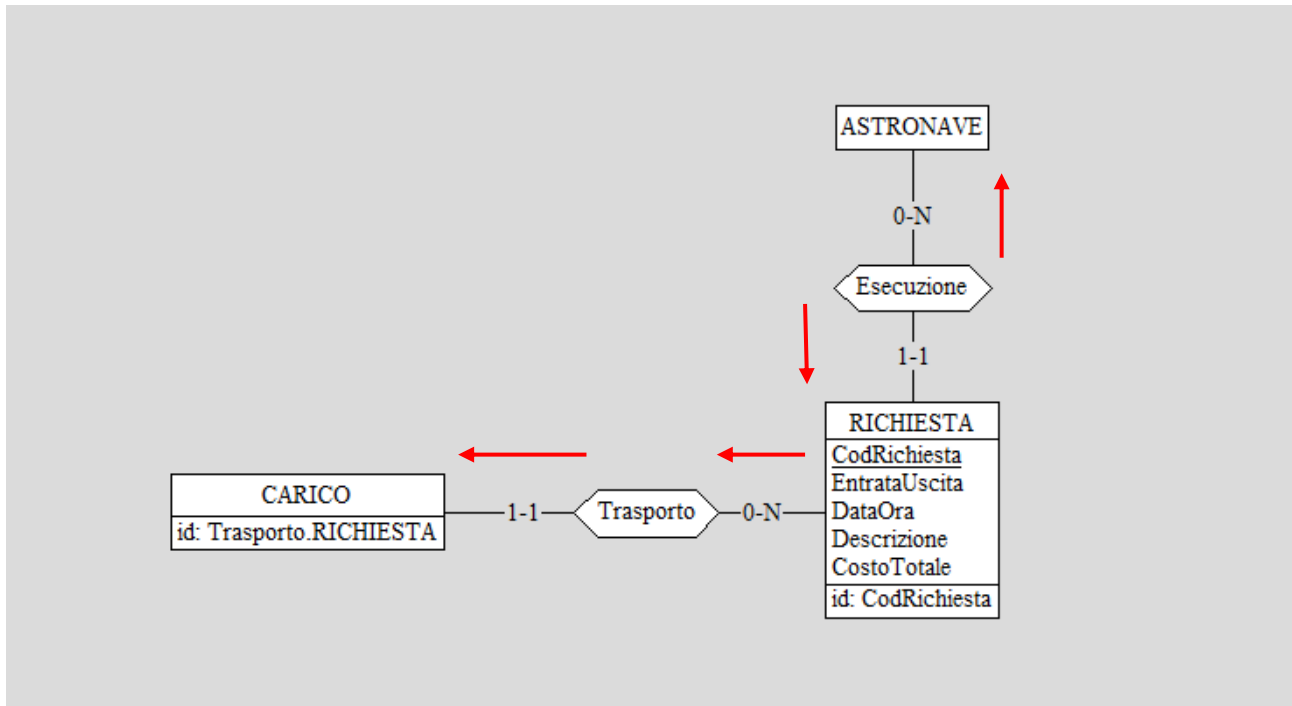 ASTRONAVE
0-N
Esecuzione
1-1
RICHIESTA
CodRichiesta
EntrataUscita
DataOra
Descrizione
CostoTotale
id: CodRichiesta
CARICO
id: Trasporto.RICHIESTA
1-1
Trasporto
0-N